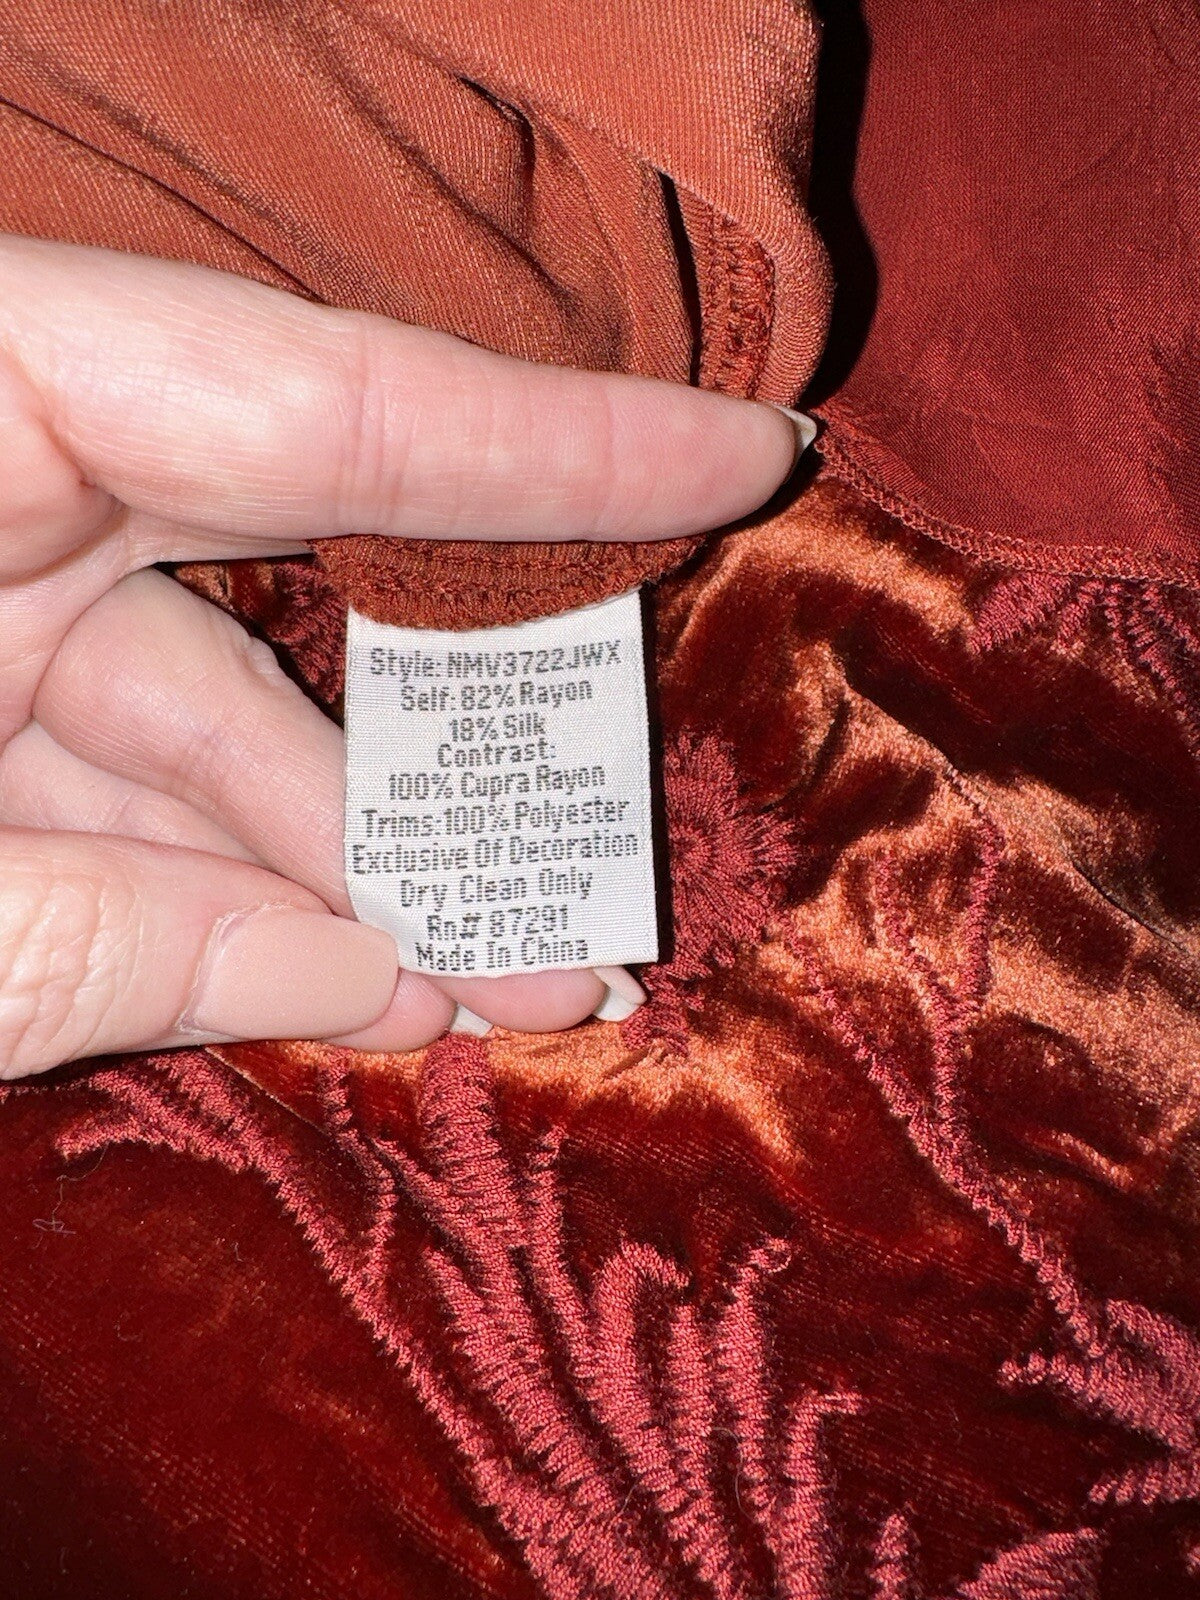 Style: NMV3722JWX
Self: 82% Rayon
18% Silk
Contrast:
100% Cupra Rayon
Trims: 100% Polyester
Exclusive Of Decoration
Dry Clean Only
Rn# 87291
Made In China